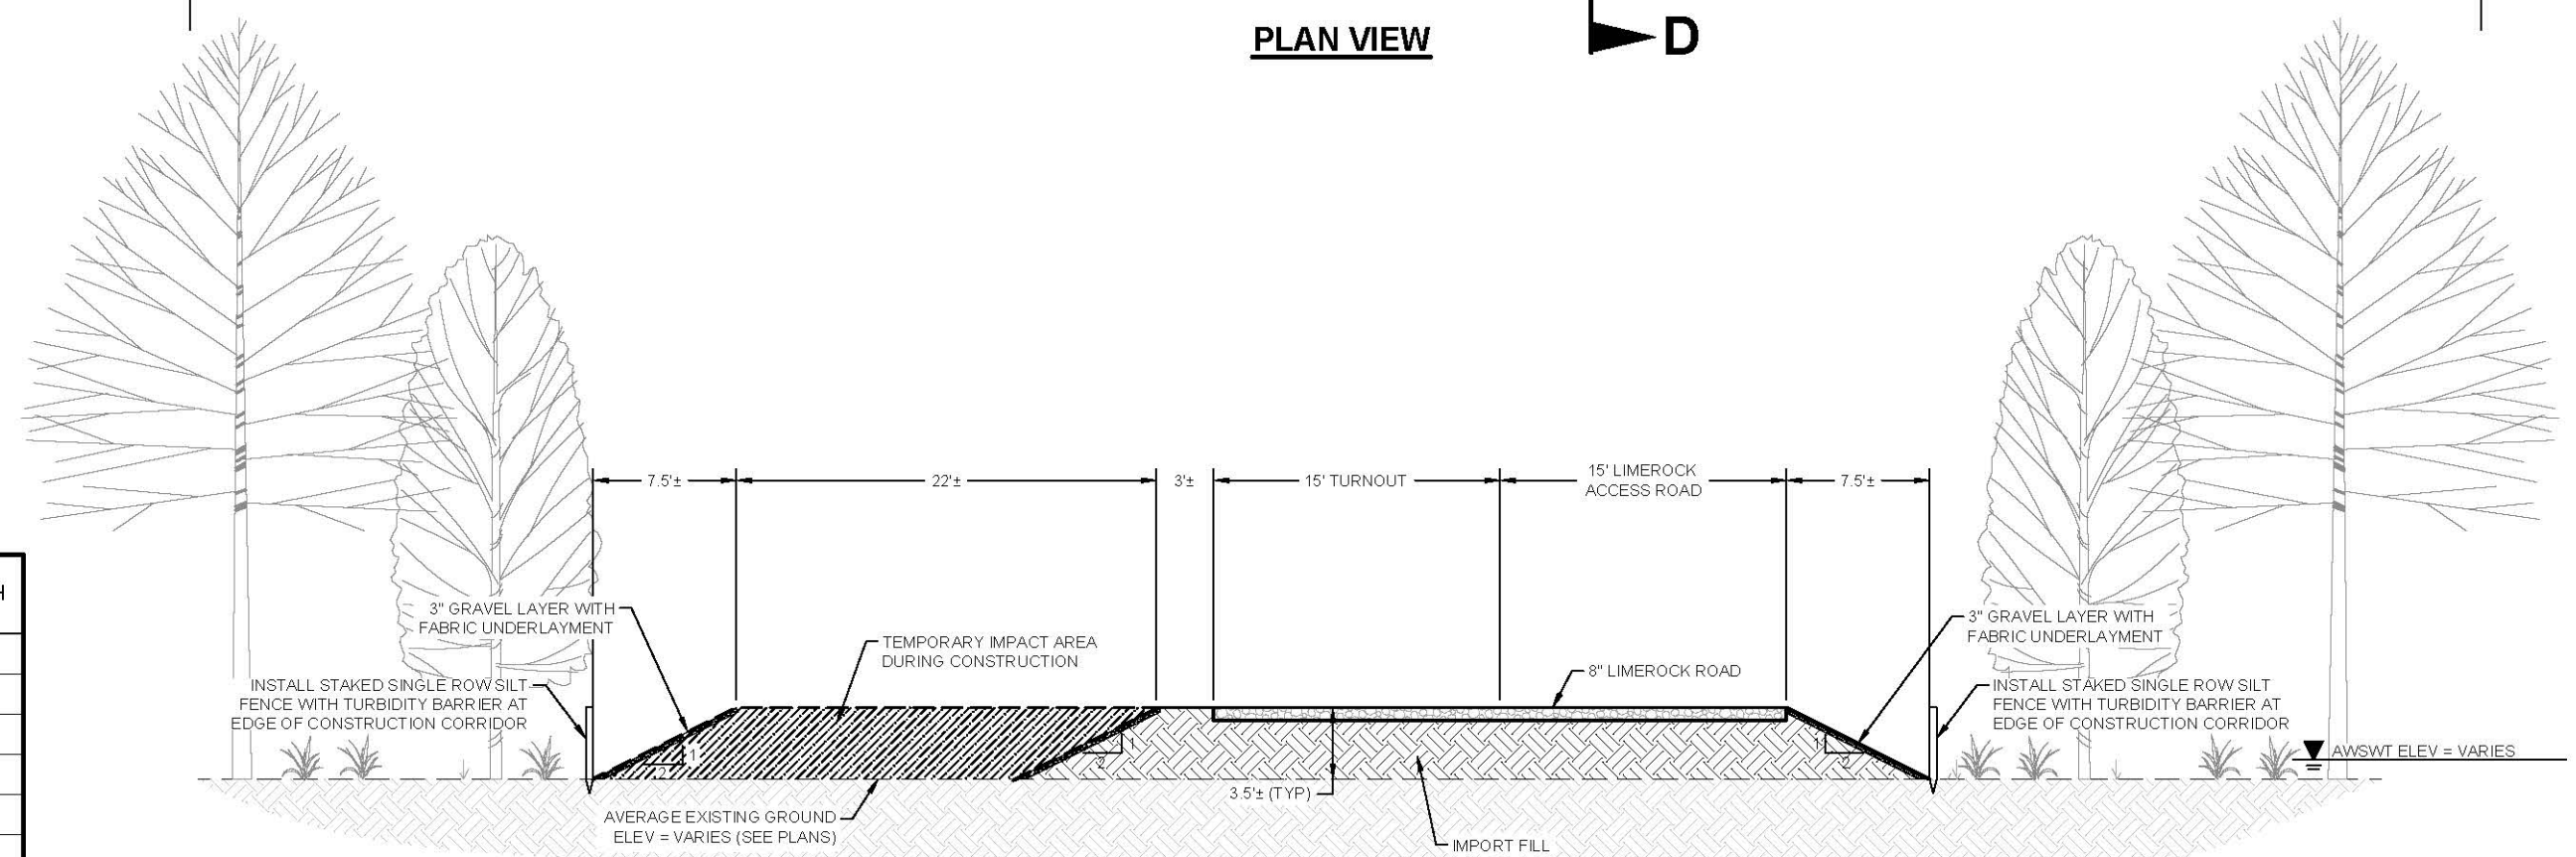 PLAN VIEW
D
7.5'±
22'±
3'±
15' TURNOUT
15' LIMEROCK
ACCESS ROAD
7.5'±
H
3" GRAVEL LAYER WITH
FABRIC UNDERLAYMENT
TEMPORARY IMPACT AREA
DURING CONSTRUCTION
8" LIMEROCK ROAD
3" GRAVEL LAYER WITH
FABRIC UNDERLAYMENT
INSTALL STAKED SINGLE ROW SILT
FENCE WITH TURBIDITY BARRIER AT
EDGE OF CONSTRUCTION CORRIDOR
INSTALL STAKED SINGLE ROW SILT
FENCE WITH TURBIDITY BARRIER AT
EDGE OF CONSTRUCTION CORRIDOR
1
2
1
2
1
2
AWSWT ELEV = VARIES
3.5'± (TYP)
AVERAGE EXISTING GROUND
ELEV = VARIES (SEE PLANS)
IMPORT FILL